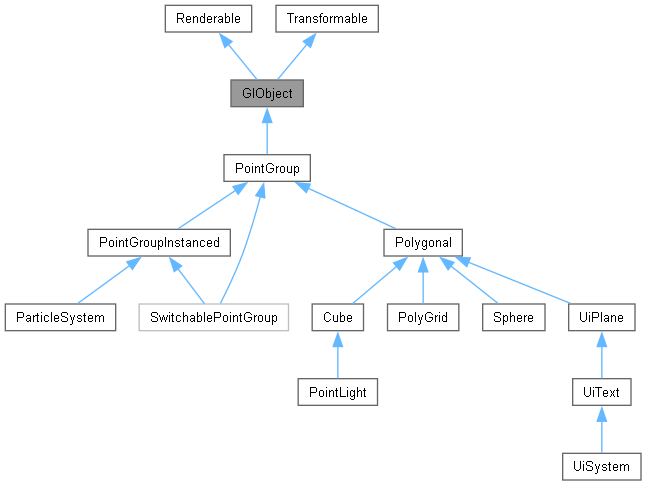 Renderable
Transformable
GlObject
PointGroup
PointGroupInstanced
Polygonal
ParticleSystem
SwitchablePointGroup
Cube
PolyGrid
Sphere
UiPlane
PointLight
UiText
UiSystem